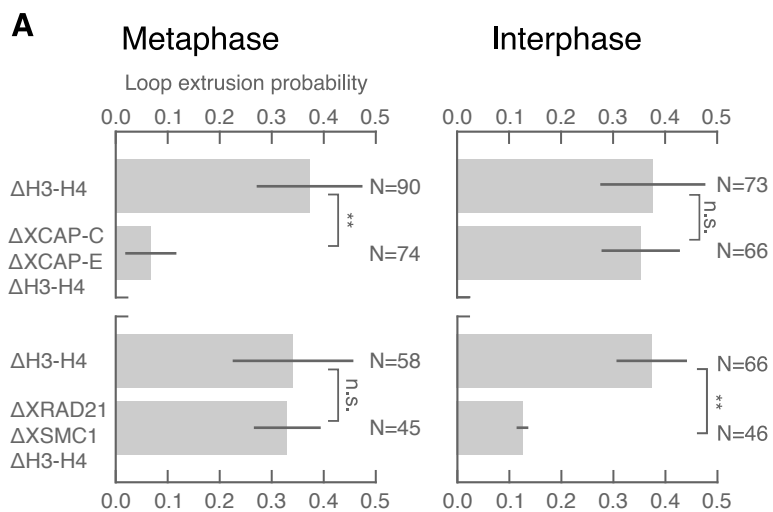 A
Metaphase
Interphase
Loop extrusion probability
0.0 0.1 0.2 0.3 0.4 0.5
0.0 0.1 0.2 0.3 0.4 0.5
ΔH3-H4
N=90
N=73
**
n.s.
ΔXCAP-C
ΔXCAP-E
ΔH3-H4
N=74
N=66
ΔH3-H4
N=58
N=66
n.s.
**
ΔXRAD21
ΔXSMC1
ΔH3-H4
N=45
N=46
0.0 0.1 0.2 0.3 0.4 0.5
0.0 0.1 0.2 0.3 0.4 0.5